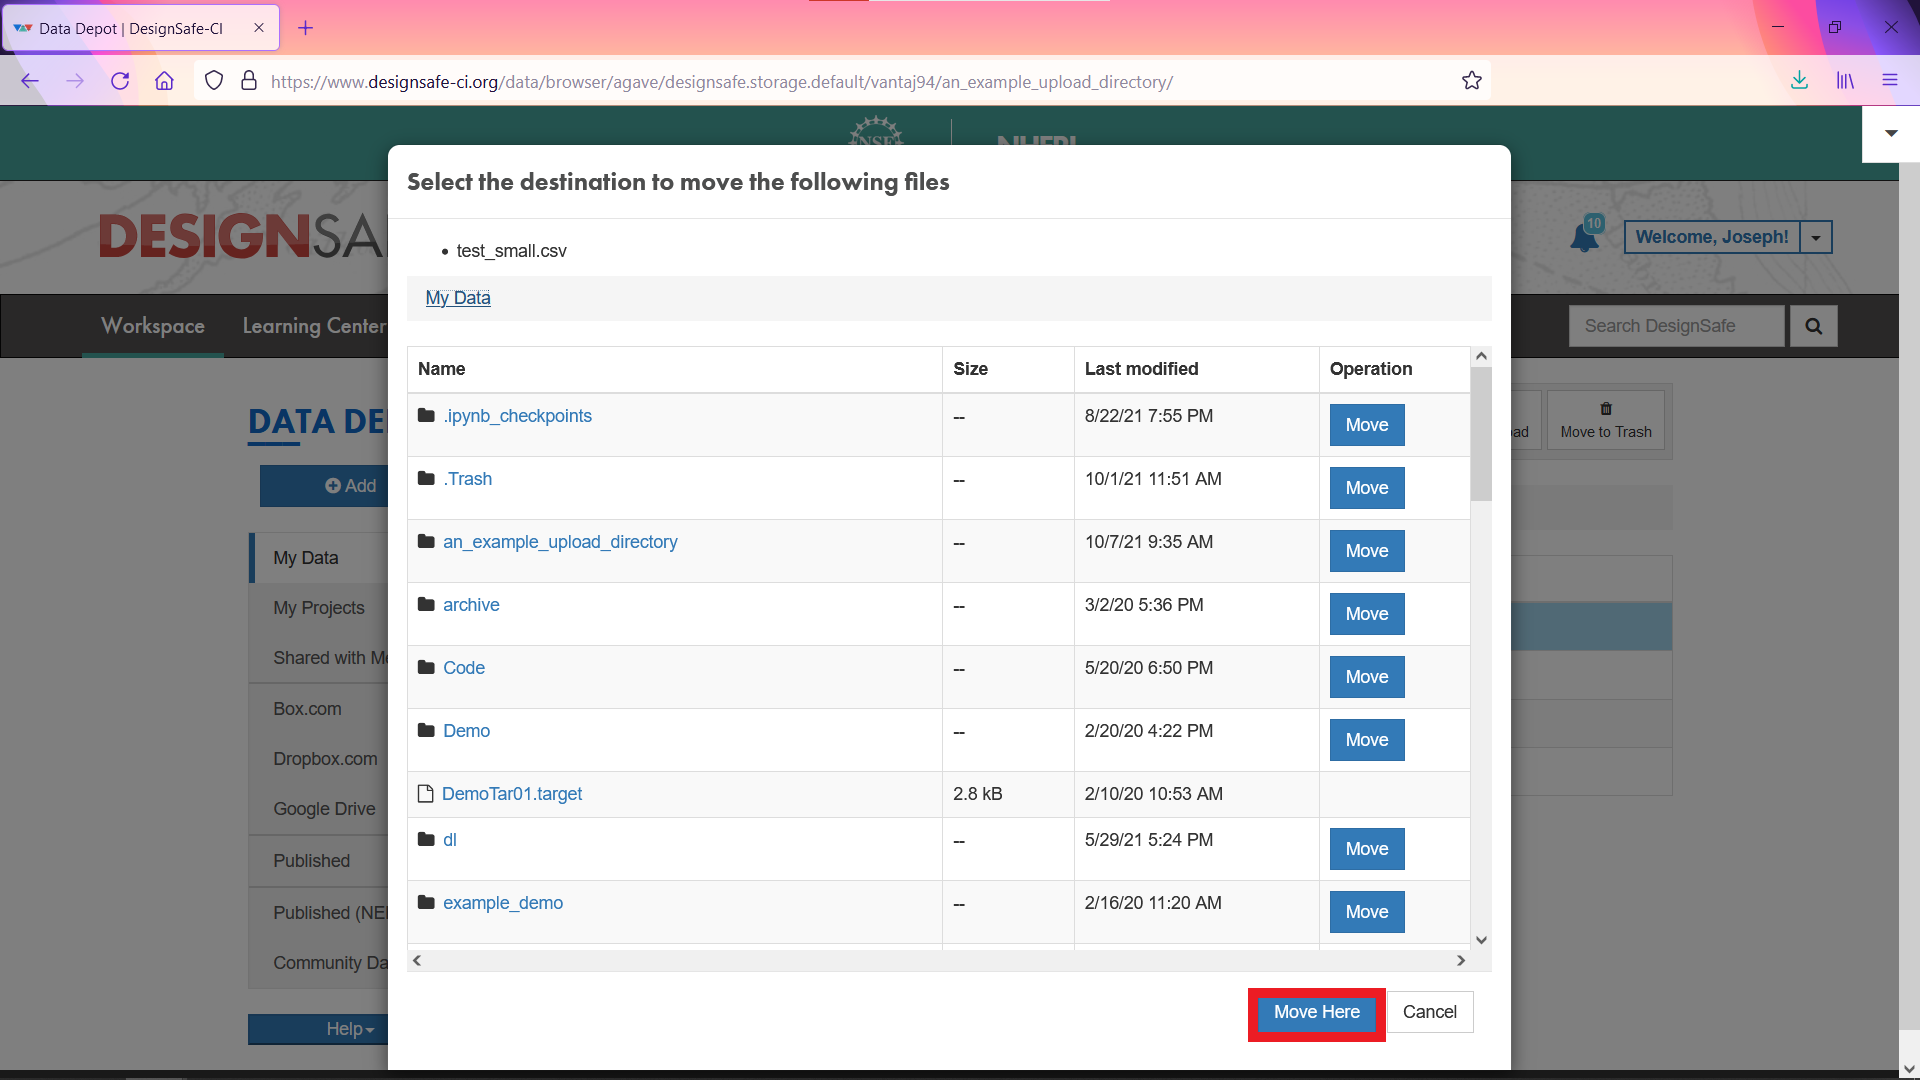 Data Depot | DesignSafe-CI
https://www.designsafe-ci.org/data/browser/agave/designsafe.storage.default/vantaj94/an_example_upload_directory/
NSF
NHERI
DESIGNSA
10
Welcome, Joseph!
Workspace
Learning Center
Search DesignSafe
Select the destination to move the following files
• test_small.csv
My Data
Name Size Last modified Operation
.ipynb_checkpoints -- 8/22/21 7:55 PM Move
.Trash -- 10/1/21 11:51 AM Move
an_example_upload_directory -- 10/7/21 9:35 AM Move
archive -- 3/2/20 5:36 PM Move
Code -- 5/20/20 6:50 PM Move
Demo -- 2/20/20 4:22 PM Move
DemoTar01.target 2.8 kB 2/10/20 10:53 AM
dl -- 5/29/21 5:24 PM Move
example_demo -- 2/16/20 11:20 AM Move
Move Here
Cancel
DATA DE
Add
My Data
My Projects
Shared with Me
Box.com
Dropbox.com
Google Drive
Published
Published (NE
Community Da
Help
ad
Move to Trash